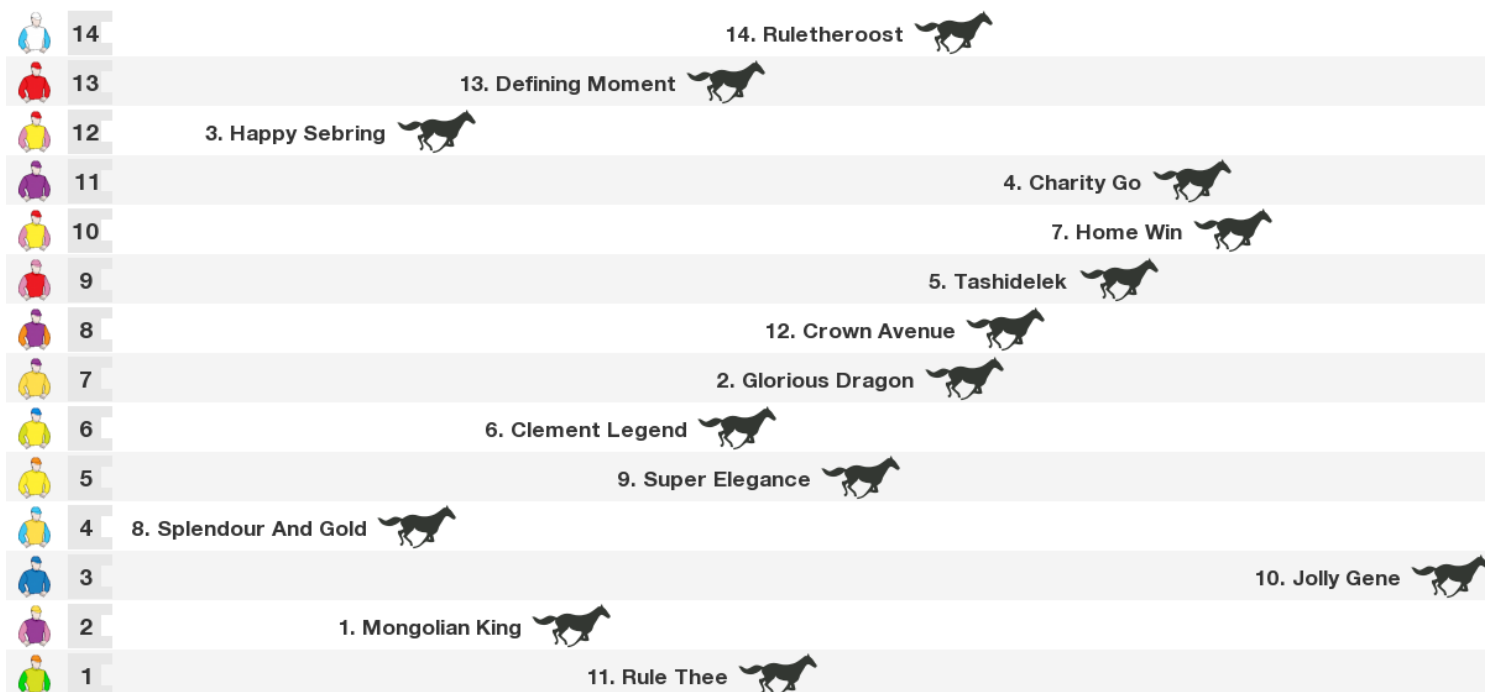 14 14. Ruletheroost
13 13. Defining Moment
12 3. Happy Sebring
11 4. Charity Go
10 7. Home Win
9 5. Tashidelek
8 12. Crown Avenue
7 2. Glorious Dragon
6 6. Clement Legend
5 9. Super Elegance
4 8. Splendour And Gold
3 10. Jolly Gene
2 1. Mongolian King
1 11. Rule Thee